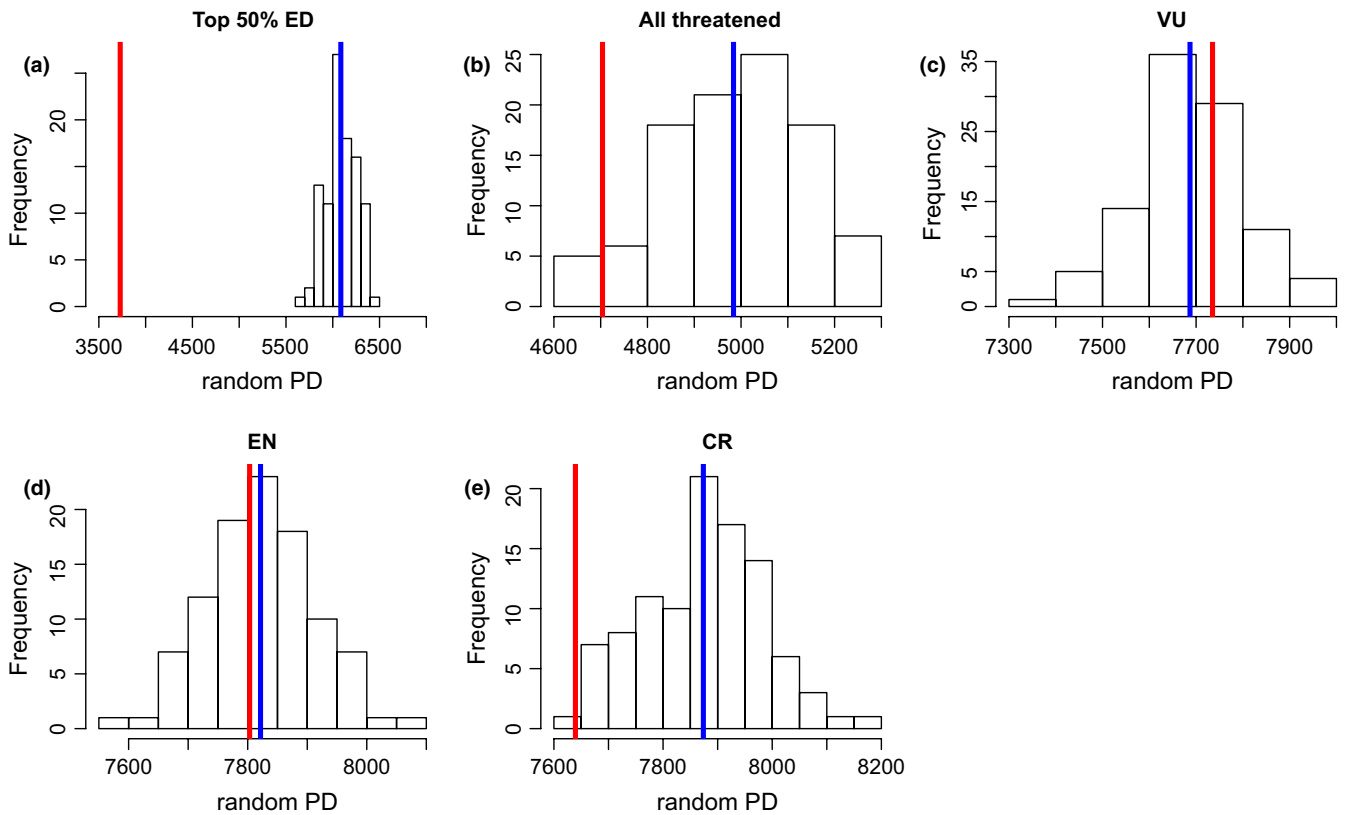 Top 50% ED
(a)
Frequency
0 5 10 20
3500 4500 5500 6500
random PD
All threatened
(b)
Frequency
0 5 10 15 20 25
4600 4800 5000 5200
random PD
VU
(c)
Frequency
0 5 15 25 35
7300 7500 7700 7900
random PD
EN
(d)
Frequency
0 5 10 15 20
7600 7800 8000
random PD
CR
(e)
Frequency
0 5 10 15 20
7600 7800 8000 8200
random PD